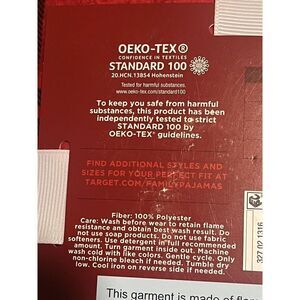 OEKO-TEX®
CONFIDENCE IN TEXTILES
STANDARD 100
20.HCN.13854 Hohenstein
Tested for harmful substances.
www.oeko-tex.com/standard100
To keep you safe from harmful
substances, this product has been
independently tested to strict
STANDARD 100 by
OEKO-TEX® guidelines.
FIND ADDITIONAL STYLES AND
SIZES FOR YOUR PERFECT FIT AT
TARGET.COM/FAMILYPAJAMAS
Fiber: 100% Polyester
Care: Wash before wear to retain flame
resistance and obtain best wash result. Do
not use soap products. Do not use fabric
softeners. Use detergent in full recommended
amount. Turn garment inside out. Machine
wash cold with like colors. Gentle cycle. Only
non-chlorine bleach if needed. Tumble dry
low. Cool iron on reverse side if needed.
327 02 1316
This garment is made of